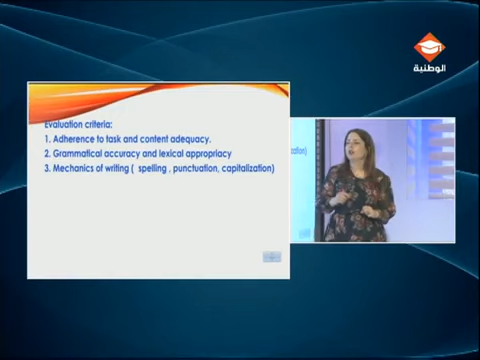 الوطنية
Evaluation criteria:
1. Adherence to task and content adequacy.
2. Grammatical accuracy and lexical appropriacy
3. Mechanics of writing ( spelling , punctuation, capitalization)
zation)